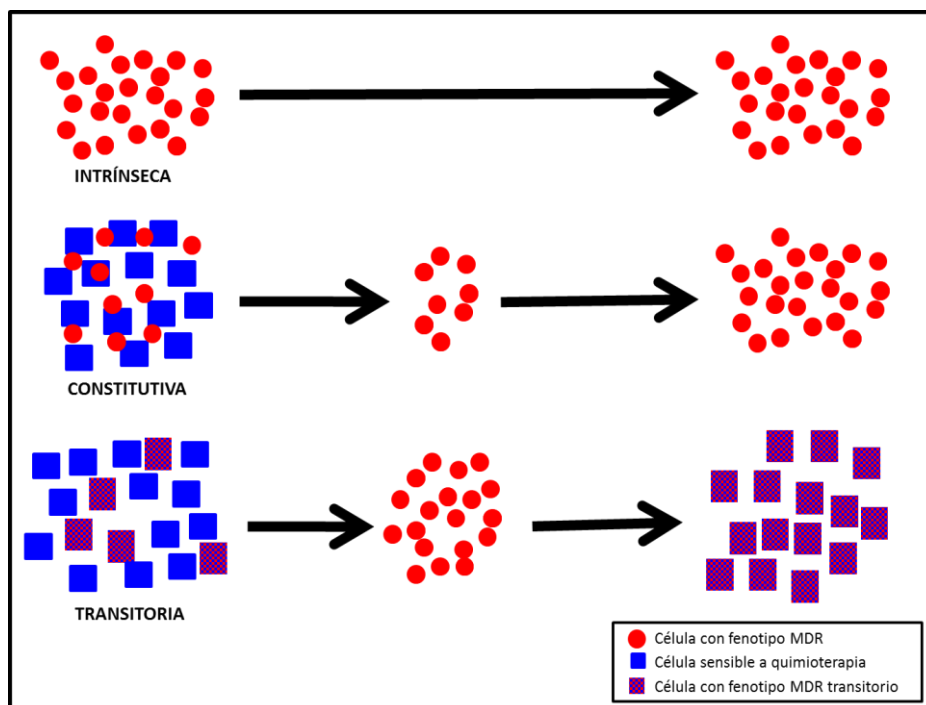 INTRÍNSECA
CONSTITUTIVA
TRANSITORIA
Célula con fenotipo MDR
Célula sensible a quimioterapia
Célula con fenotipo MDR transitorio